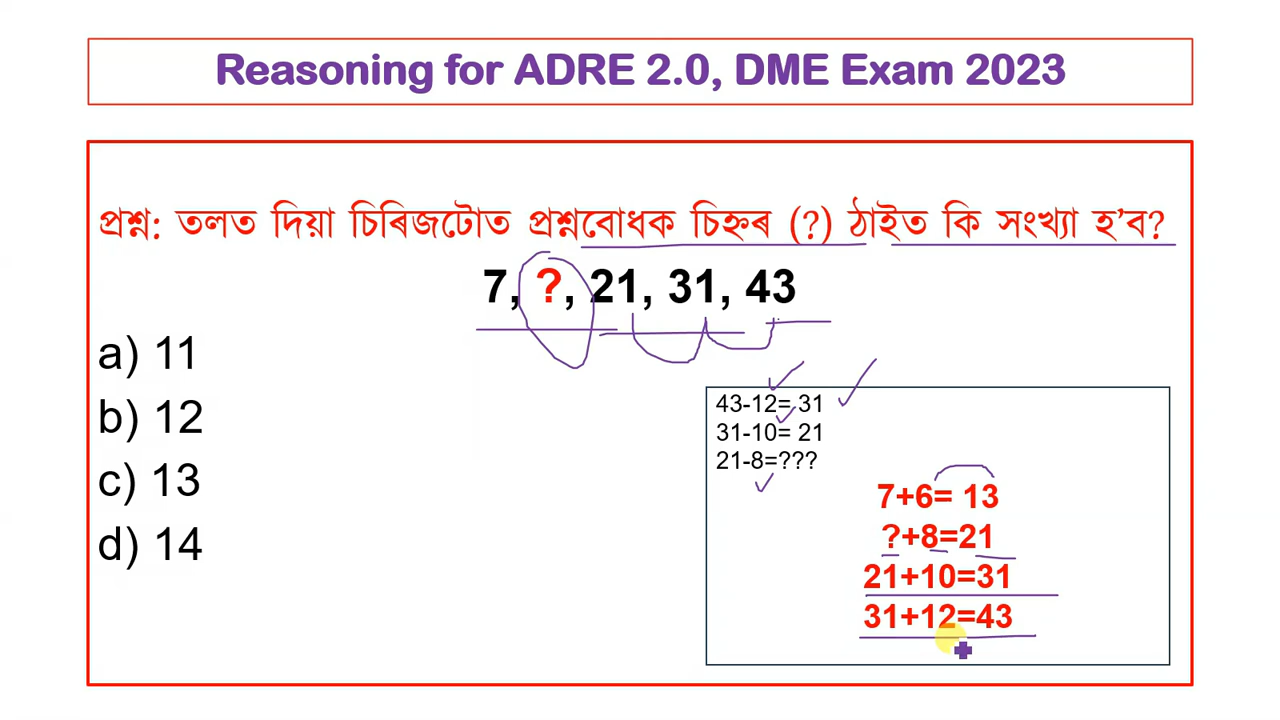 Reasoning for ADRE 2.0, DME Exam 2023
প্ৰশ্ন: তলত দিয়া চিৰিজটোত প্ৰশ্নবোধক চিহ্নৰ (?) ঠাইত কি সংখ্যা হ'ব?
7, ?, 21, 31, 43
a) 11
b) 12
c) 13
d) 14
43-12= 31
31-10= 21
21-8=???
7+6= 13
?+8=21
21+10=31
31+12=43